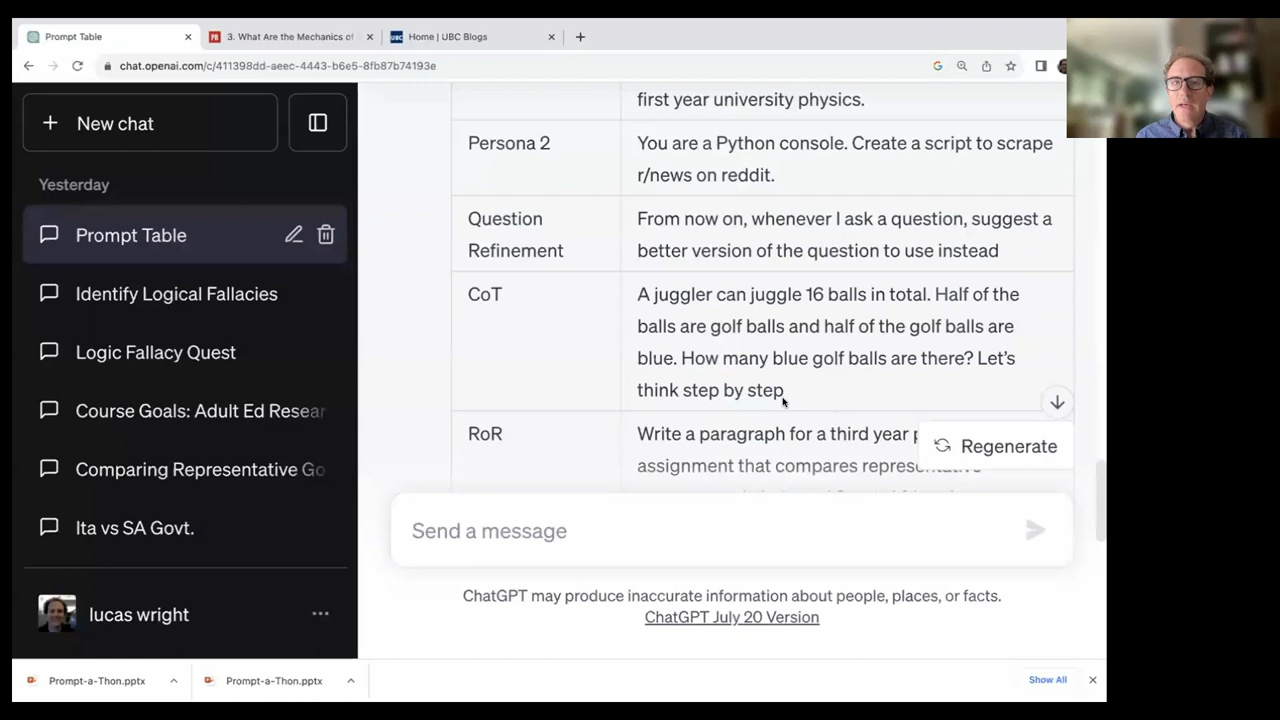 Prompt Table
3. What Are the Mechanics of
Home | UBC Blogs
chat.openai.com/c/411398dd-aeec-4443-b6e5-8fb87b74193e
New chat
Yesterday
Prompt Table
Identify Logical Fallacies
Logic Fallacy Quest
Course Goals: Adult Ed Resear
Comparing Representative Go
Ita vs SA Govt.
lucas wright
first year university physics.
Persona 2
You are a Python console. Create a script to scrape
r/news on reddit.
Question
Refinement
From now on, whenever I ask a question, suggest a
better version of the question to use instead
CoT
A juggler can juggle 16 balls in total. Half of the
balls are golf balls and half of the golf balls are
blue. How many blue golf balls are there? Let's
think step by step
RoR
Write a paragraph for a third year
assignment that compares representative
Regenerate
Send a message
ChatGPT may produce inaccurate information about people, places, or facts.
ChatGPT July 20 Version
Prompt-a-Thon.pptx
Prompt-a-Thon.pptx
Show All